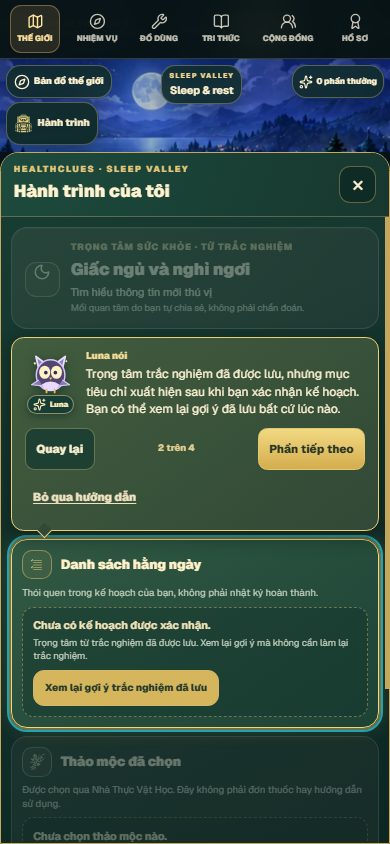 THẾ GIỚI
NHIỆM VỤ
ĐỒ DÙNG
TRI THỨC
CỘNG ĐỒNG
HỒ SƠ
Bản đồ thế giới
SLEEP VALLEY
Sleep & rest
0 phần thưởng
Hành trình
HEALTHCLUES · SLEEP VALLEY
Hành trình của tôi
TRỌNG TÂM SỨC KHỎE · TỪ TRẮC NGHIỆM
Giấc ngủ và nghỉ ngơi
Tìm hiểu thông tin mới thú vị
Mối quan tâm do bạn tự chia sẻ, không phải chẩn đoán.
Luna nói
Trọng tâm trắc nghiệm đã được lưu, nhưng mục
tiêu chỉ xuất hiện sau khi bạn xác nhận kế hoạch.
Bạn có thể xem lại gợi ý đã lưu bất cứ lúc nào.
Luna
Quay lại
2 trên 4
Phần tiếp theo
Bỏ qua hướng dẫn
Danh sách hằng ngày
Thói quen trong kế hoạch của bạn, không phải nhật ký hoàn thành.
Chưa có kế hoạch được xác nhận.
Trọng tâm từ trắc nghiệm đã được lưu. Xem lại gợi ý mà không cần làm lại
trắc nghiệm.
Xem lại gợi ý trắc nghiệm đã lưu
Thảo mộc đã chọn
Được chọn qua Nhà Thực Vật Học. Đây không phải đơn thuốc hay hướng dẫn
sử dụng.
Chưa chọn thảo mộc nào.